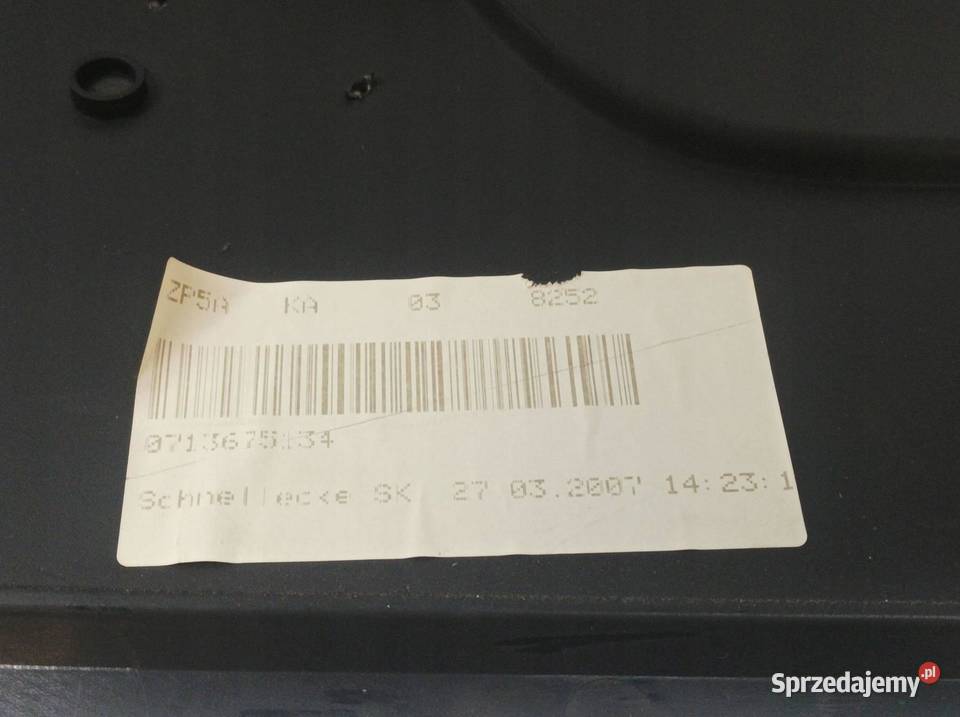 ZP5A KA 03 8252
0713675134
Schnellecke SK 27 03.2007 14:23:1
Sprzedajemy.pl